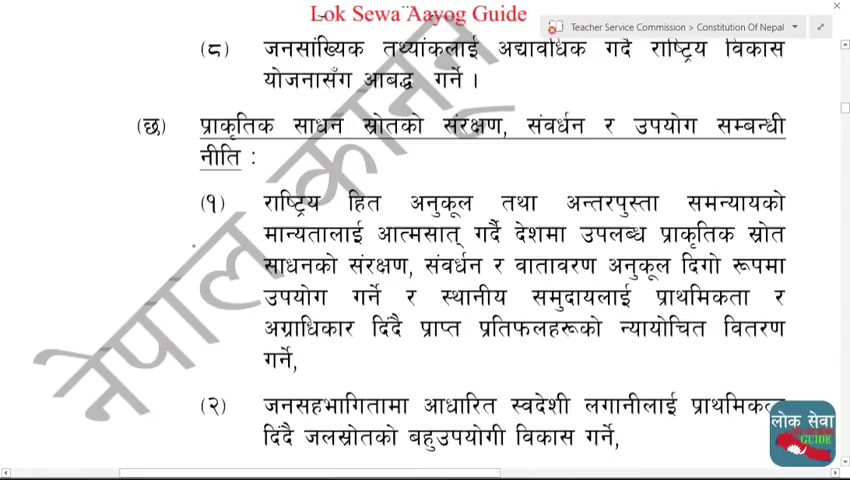 Lok Sewa Aayog Guide
Teacher Service Commission > Constitution Of Nepal
(८) जनसांख्यिक तथ्यांकलाई अद्यावधिक गर्दै राष्ट्रिय विकास
योजनासँग आबद्ध गर्ने ।
(छ) प्राकृतिक साधन स्रोतको संरक्षण, संवर्धन र उपयोग सम्बन्धी
नीति :
(१) राष्ट्रिय हित अनुकूल तथा अन्तरपुस्ता समन्यायको
मान्यतालाई आत्मसात् गर्दै देशमा उपलब्ध प्राकृतिक स्रोत
साधनको संरक्षण, संवर्धन र वातावरण अनुकूल दिगो रूपमा
उपयोग गर्ने र स्थानीय समुदायलाई प्राथमिकता र
अग्राधिकार दिंदै प्राप्त प्रतिफलहरूको न्यायोचित वितरण
गर्ने,
(२) जनसहभागितामा आधारित स्वदेशी लगानीलाई प्राथमिकता
दिंदै जलस्रोतको बहुउपयोगी विकास गर्ने,
नेपाल कानून
लोक सेवा
GUIDE